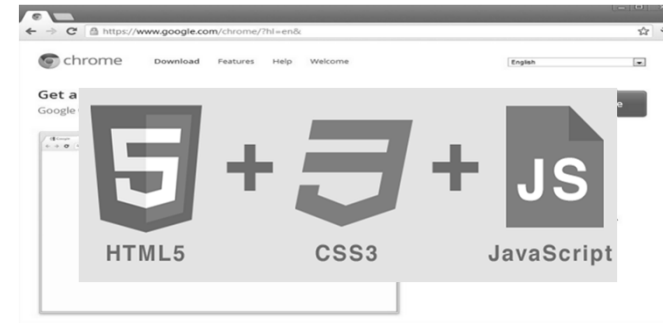 https://www.google.com/chrome/?hl=en&
chrome
Download Features Help Welcome
English
Get a
Google
5 + 3 + JS
HTML5 CSS3 JavaScript